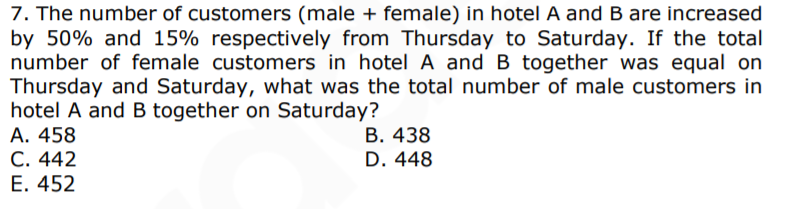 7. The number of customers (male + female) in hotel A and B are increased
by 50% and 15% respectively from Thursday to Saturday. If the total
number of female customers in hotel A and B together was equal on
Thursday and Saturday, what was the total number of male customers in
hotel A and B together on Saturday?
A. 458 B. 438
C. 442 D. 448
E. 452